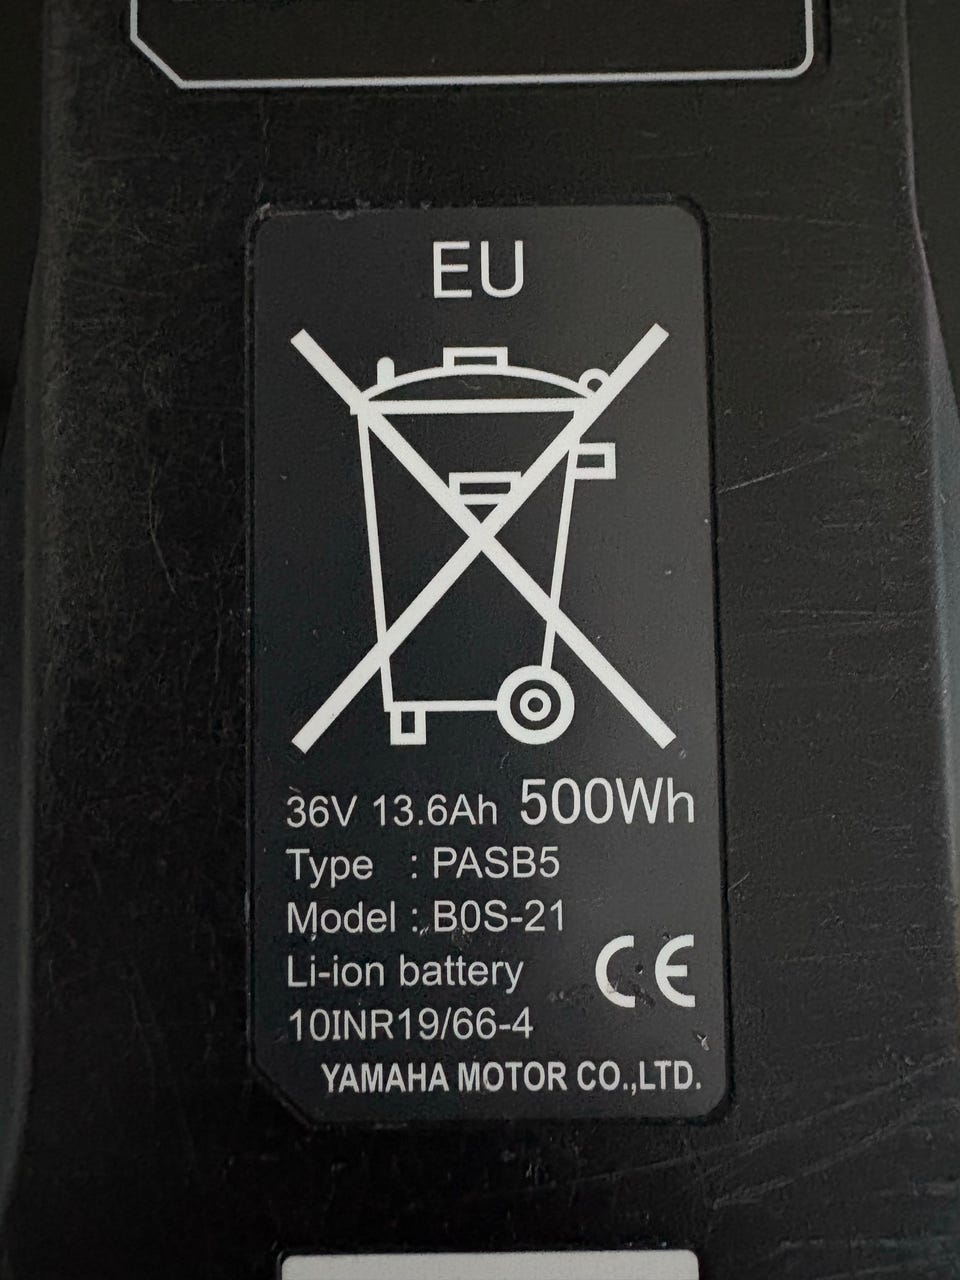 EU
36V 13.6Ah 500Wh
Type : PASB5
Model : B0S-21
Li-ion battery
CE
10INR19/66-4
YAMAHA MOTOR CO.,LTD.